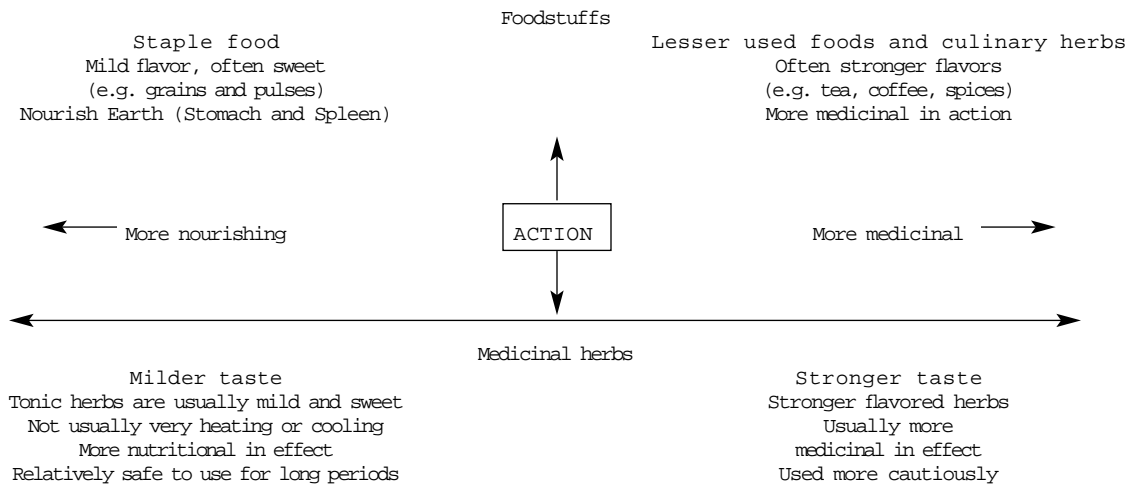 Foodstuffs
Staple food
Mild flavor, often sweet
(e.g. grains and pulses)
Nourish Earth (Stomach and Spleen)
Lesser used foods and culinary herbs
Often stronger flavors
(e.g. tea, coffee, spices)
More medicinal in action
More nourishing
ACTION
More medicinal
Medicinal herbs
Milder taste
Tonic herbs are usually mild and sweet
Not usually very heating or cooling
More nutritional in effect
Relatively safe to use for long periods
Stronger taste
Stronger flavored herbs
Usually more
medicinal in effect
Used more cautiously